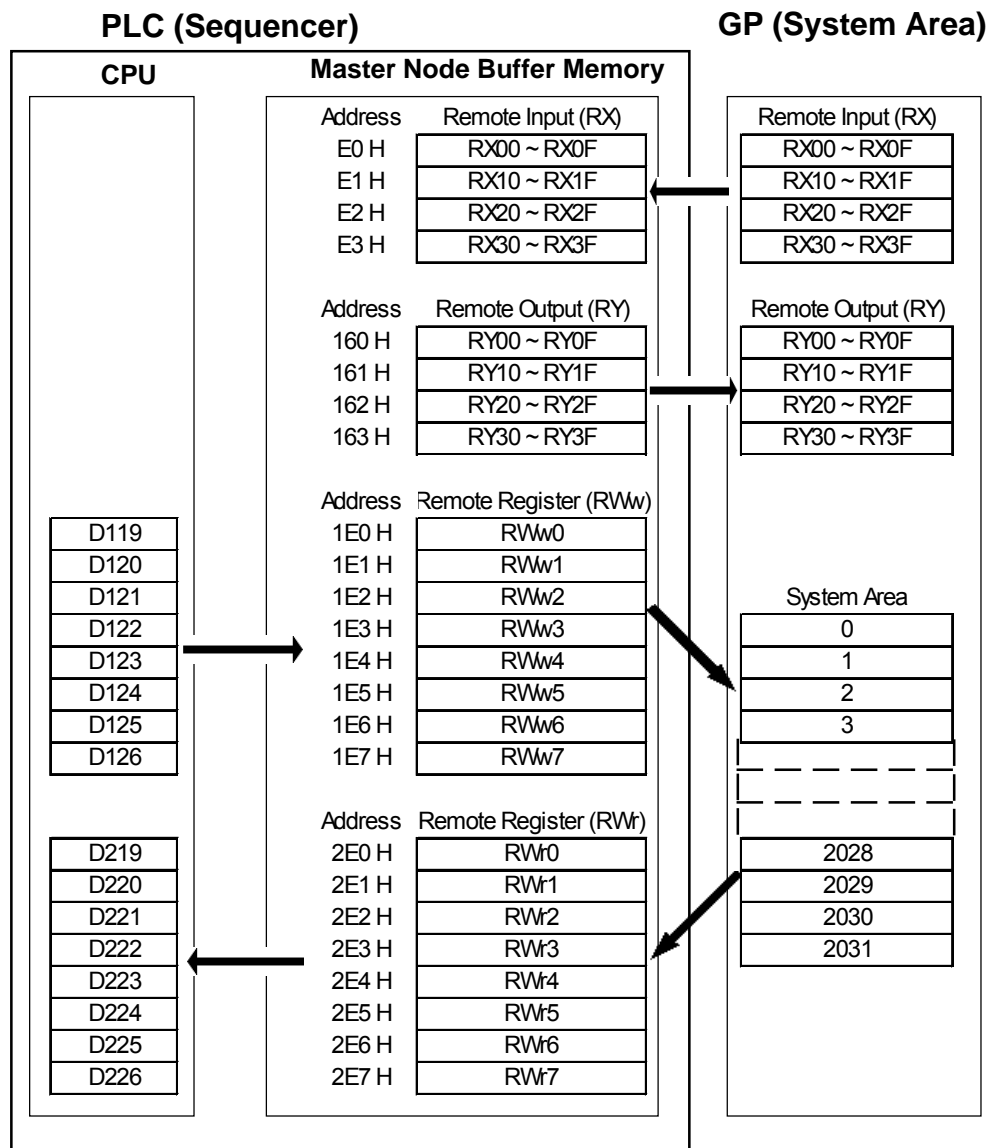 PLC (Sequencer) GP (System Area)
CPU Master Node Buffer Memory
Address Remote Input (RX) Remote Input (RX)
E0 H RX00 ~ RX0F RX00 ~ RX0F
E1 H RX10 ~ RX1F RX10 ~ RX1F
E2 H RX20 ~ RX2F RX20 ~ RX2F
E3 H RX30 ~ RX3F RX30 ~ RX3F
Address Remote Output (RY) Remote Output (RY)
160 H RY00 ~ RY0F RY00 ~ RY0F
161 H RY10 ~ RY1F RY10 ~ RY1F
162 H RY20 ~ RY2F RY20 ~ RY2F
163 H RY30 ~ RY3F RY30 ~ RY3F
Address Remote Register (RWw)
D119 1E0 H RWw0
D120 1E1 H RWw1
D121 1E2 H RWw2 System Area
D122 1E3 H RWw3 0
D123 1E4 H RWw4 1
D124 1E5 H RWw5 2
D125 1E6 H RWw6 3
D126 1E7 H RWw7
Address Remote Register (RWr)
D219 2E0 H RWr0 2028
D220 2E1 H RWr1 2029
D221 2E2 H RWr2 2030
D222 2E3 H RWr3 2031
D223 2E4 H RWr4
D224 2E5 H RWr5
D225 2E6 H RWr6
D226 2E7 H RWr7